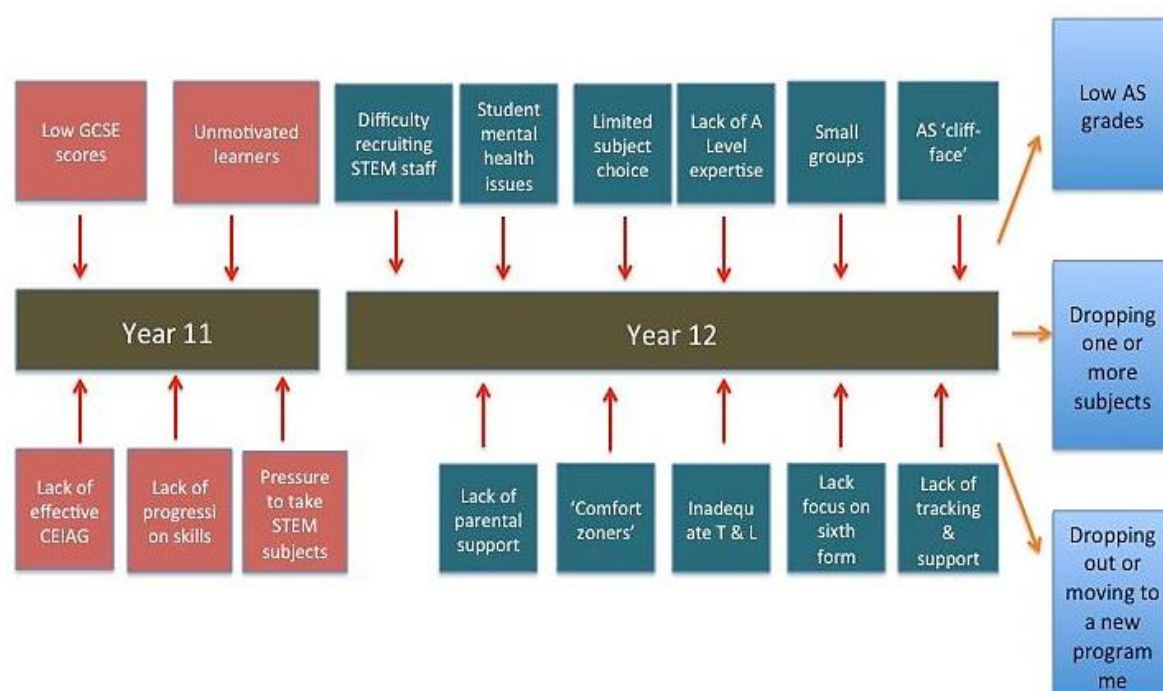 Low GCSE
scores
Unmotivated
learners
Difficulty
recruiting
STEM staff
Student
mental
health
issues
Limited
subject
choice
Lack of A
Level
expertise
Small
groups
AS ‘cliff-
face’
Low AS
grades
Year 11
Year 12
Dropping
one or
more
subjects
Lack of
effective
CEIAG
Lack of
progressi
on skills
Pressure
to take
STEM
subjects
Lack of
parental
support
‘Comfort
zoners’
Inadequ
ate T & L
Lack
focus on
sixth
form
Lack of
tracking
& support
Dropping
out or
moving to
a new
program
me